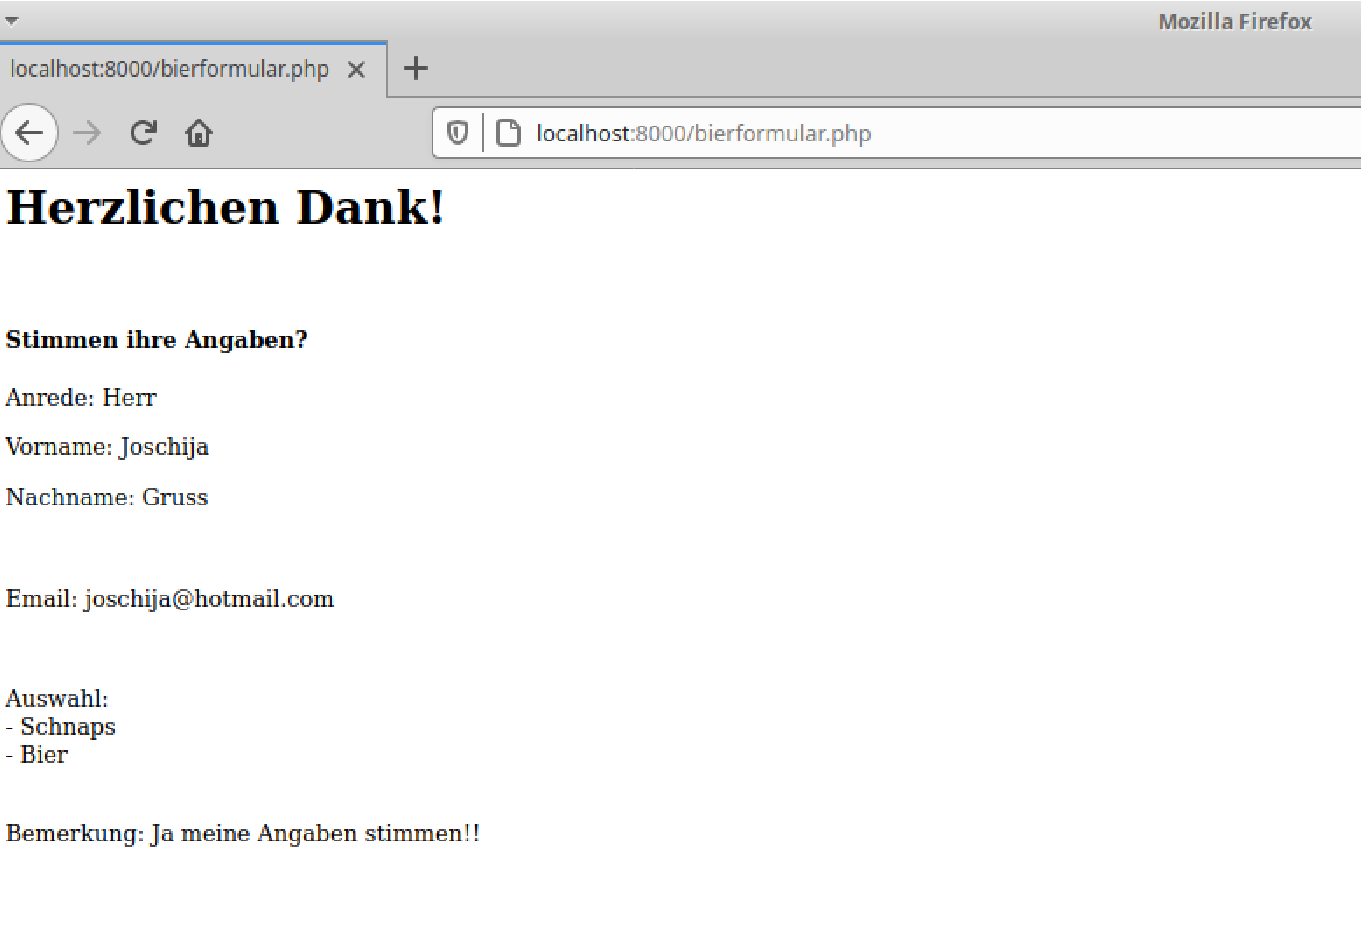 Mozilla Firefox
localhost:8000/bierformular.php
localhost:8000/bierformular.php
Herzlichen Dank!
Stimmen ihre Angaben?
Anrede: Herr
Vorname: Joschija
Nachname: Gruss
Email: joschija@hotmail.com
Auswahl:
- Schnaps
- Bier
Bemerkung: Ja meine Angaben stimmen!!